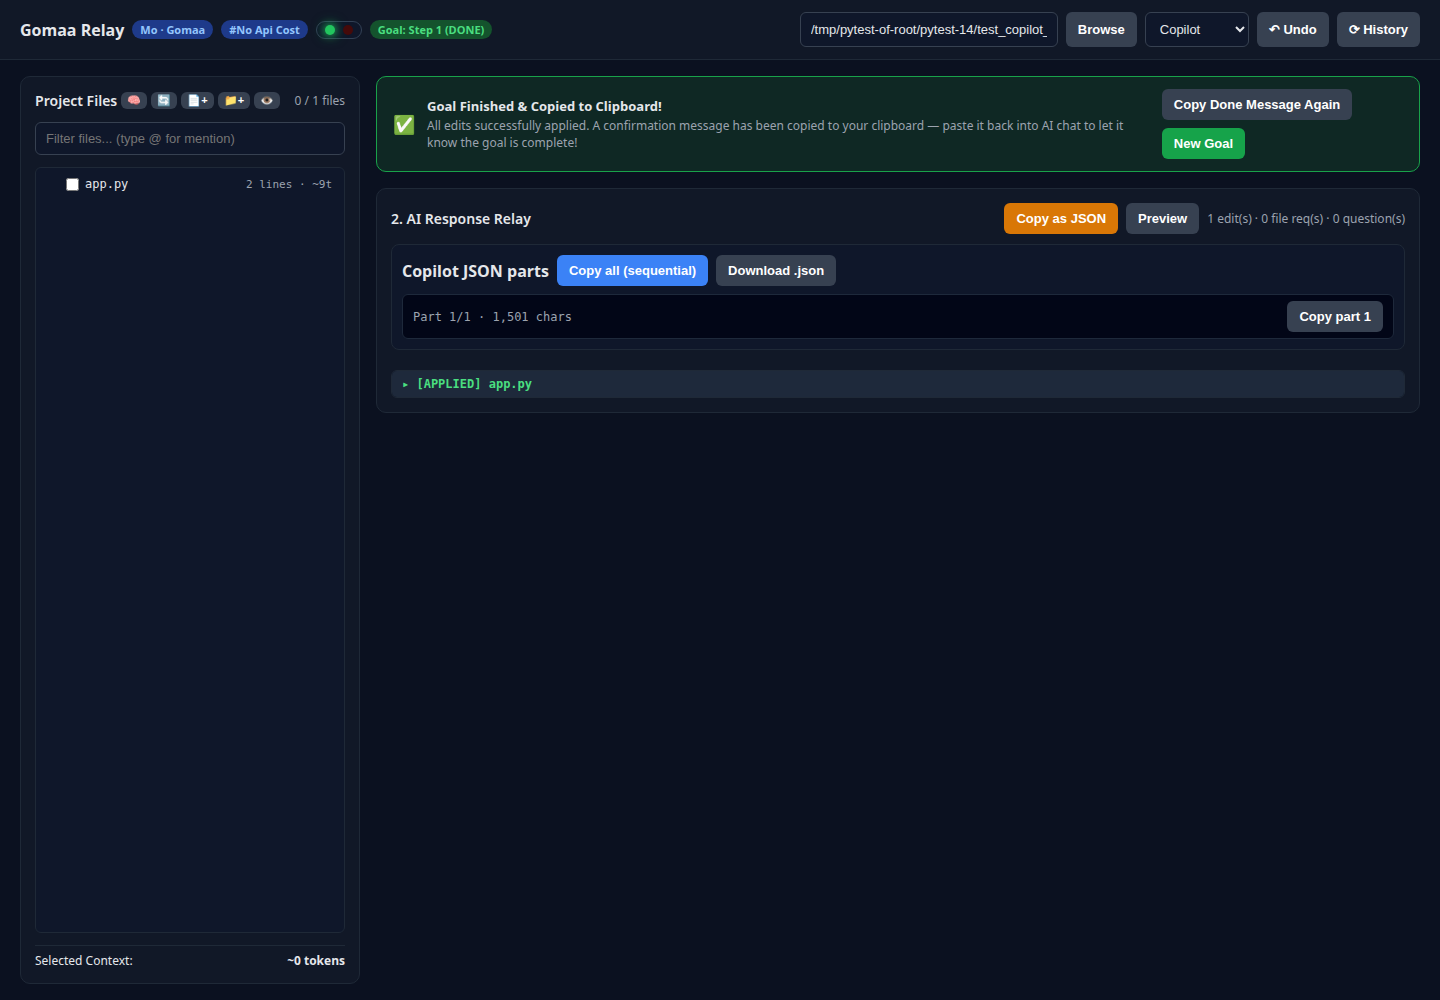 Gomaa Relay
Mo · Gomaa
#No Api Cost
Goal: Step 1 (DONE)
/tmp/pytest-of-root/pytest-14/test_copilot_
Browse
Copilot
↶ Undo
⟳ History
Project Files
0 / 1 files
Filter files... (type @ for mention)
app.py
2 lines · ~9t
Selected Context:
~0 tokens
Goal Finished & Copied to Clipboard!
All edits successfully applied. A confirmation message has been copied to your clipboard — paste it back into AI chat to let it
know the goal is complete!
Copy Done Message Again
New Goal
2. AI Response Relay
Copy as JSON
Preview
1 edit(s) · 0 file req(s) · 0 question(s)
Copilot JSON parts
Copy all (sequential)
Download .json
Part 1/1 · 1,501 chars
Copy part 1
▸ [APPLIED] app.py